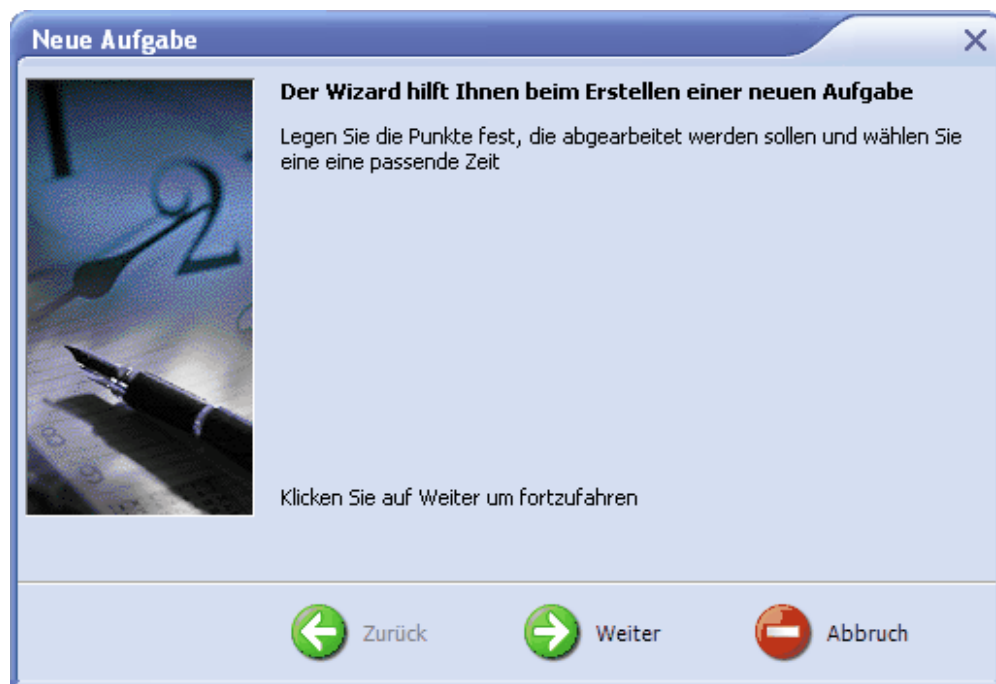 Neue Aufgabe
Der Wizard hilft Ihnen beim Erstellen einer neuen Aufgabe
Legen Sie die Punkte fest, die abgearbeitet werden sollen und wählen Sie
eine eine passende Zeit
Klicken Sie auf Weiter um fortzufahren
Zurück
Weiter
Abbruch